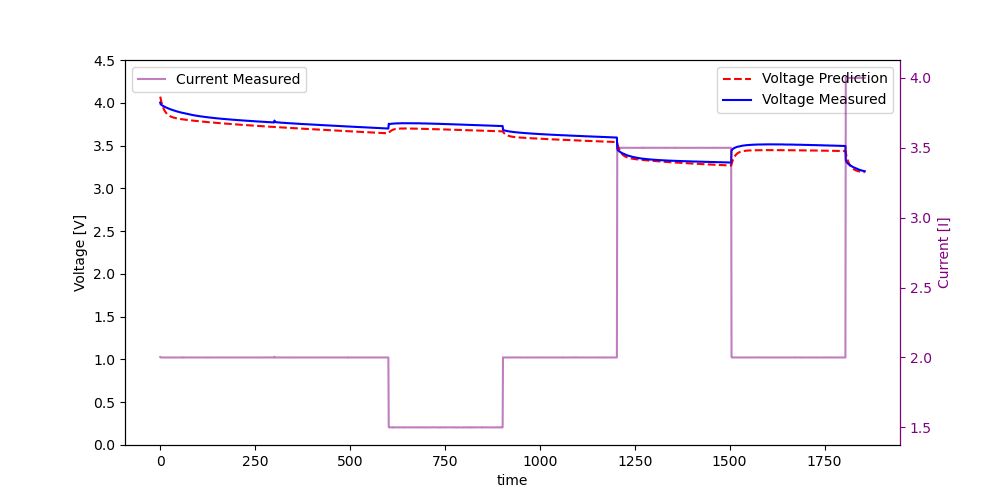 Current Measured
Voltage Prediction
Voltage Measured
4.5
4.0
3.5
3.0
2.5
2.0
1.5
1.0
0.5
0.0
Voltage [V]
4.0
3.5
3.0
2.5
2.0
1.5
Current [I]
0 250 500 750 1000 1250 1500 1750
time